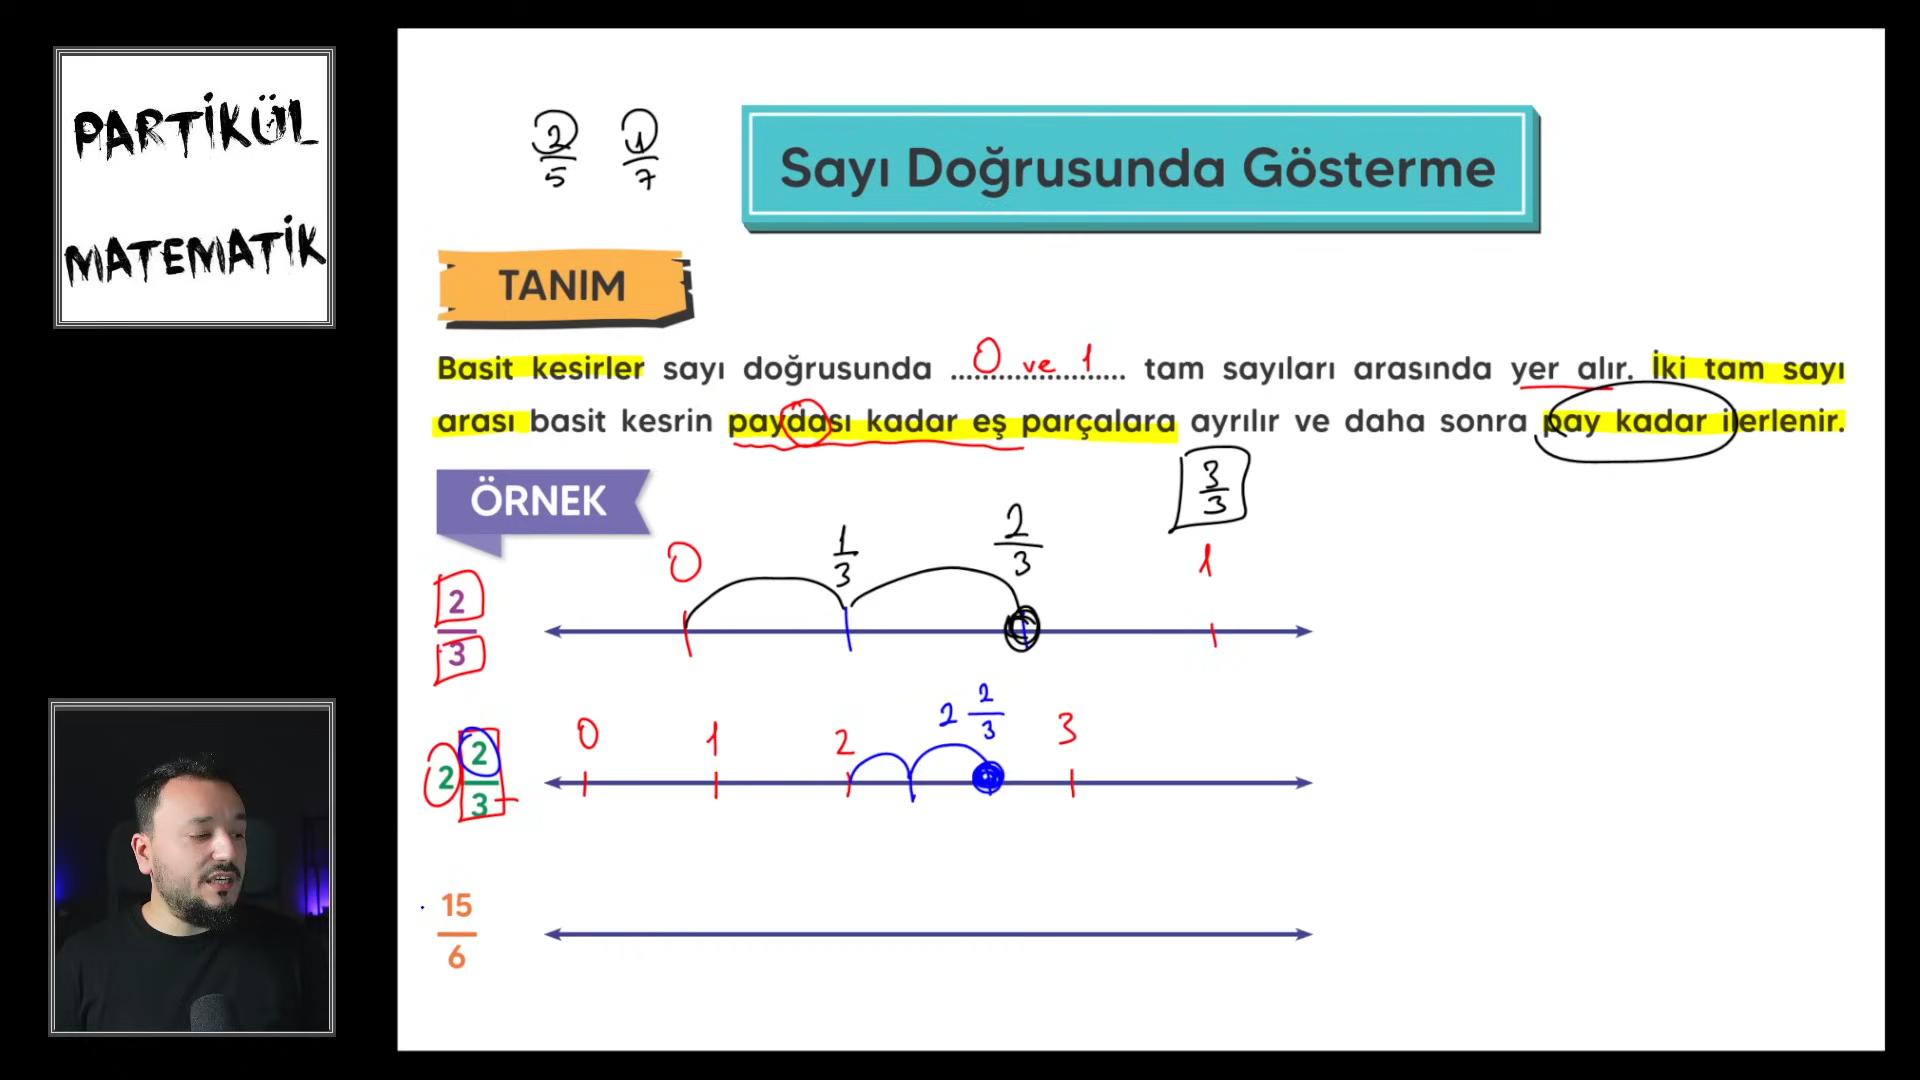 PARTİKÜL
MATEMATİK
2/5 1/7
Sayı Doğrusunda Gösterme
TANIM
Basit kesirler sayı doğrusunda ...0 ve 1... tam sayıları arasında yer alır. İki tam sayı
arası basit kesrin paydası kadar eş parçalara ayrılır ve daha sonra pay kadar ilerlenir.
ÖRNEK
3/3
0 1/3 2/3 1
2/3
0 1 2 2 2/3 3
2 2/3
15/6